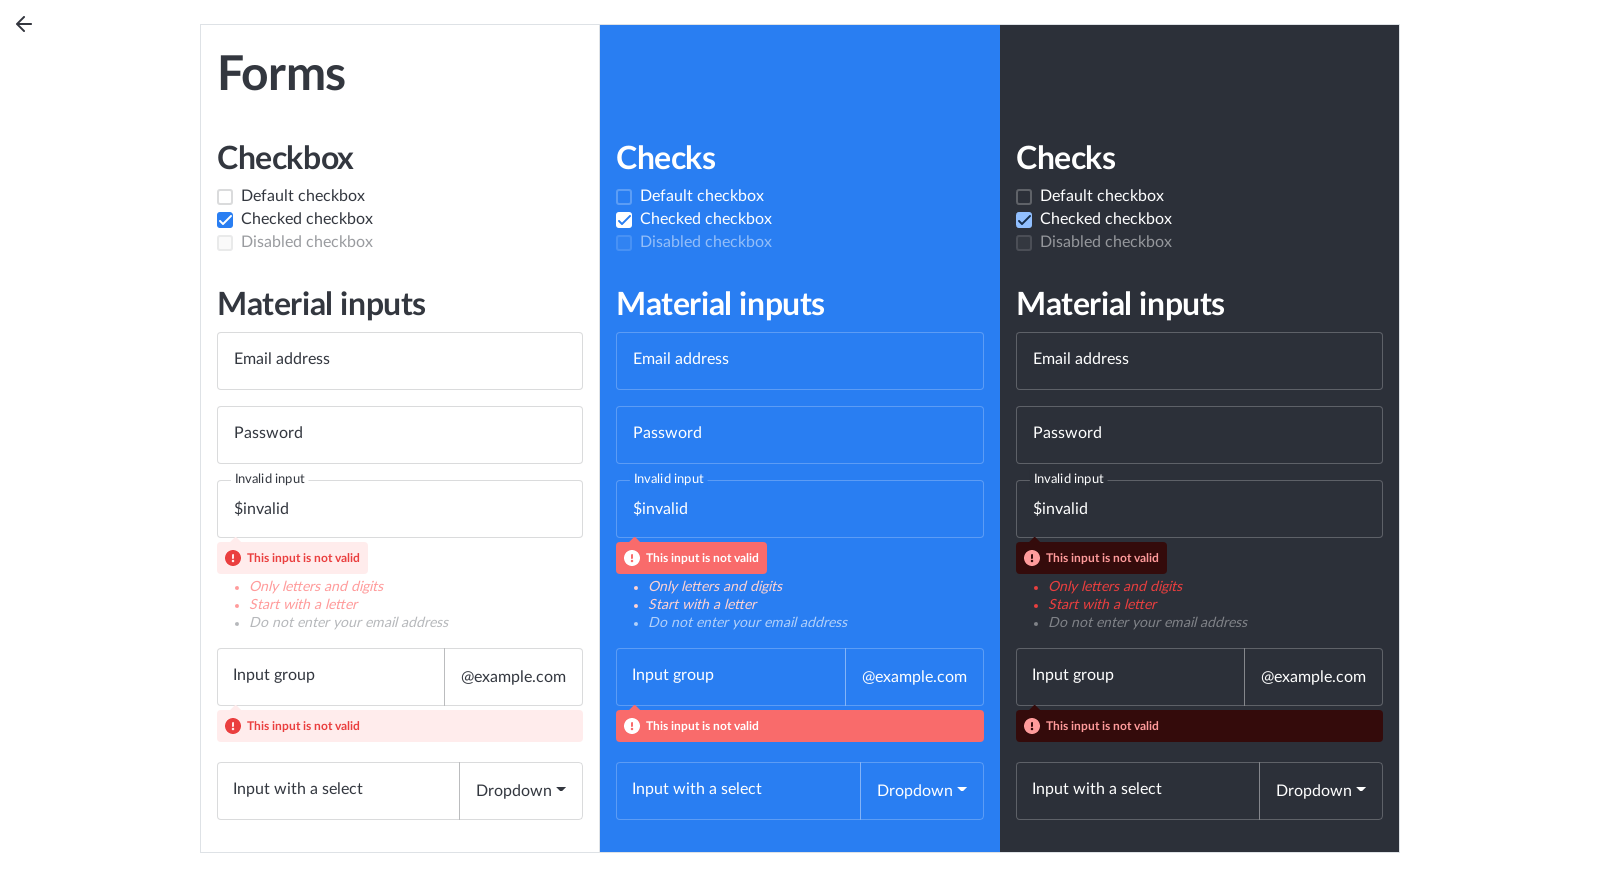 Forms
Checkbox
Default checkbox
Checked checkbox
Disabled checkbox
Material inputs
Email address
Password
Invalid input
$invalid
This input is not valid
Only letters and digits
Start with a letter
Do not enter your email address
Input group
@example.com
This input is not valid
Input with a select
Dropdown
Checks
Default checkbox
Checked checkbox
Disabled checkbox
Material inputs
Email address
Password
Invalid input
$invalid
This input is not valid
Only letters and digits
Start with a letter
Do not enter your email address
Input group
@example.com
This input is not valid
Input with a select
Dropdown
Checks
Default checkbox
Checked checkbox
Disabled checkbox
Material inputs
Email address
Password
Invalid input
$invalid
This input is not valid
Only letters and digits
Start with a letter
Do not enter your email address
Input group
@example.com
This input is not valid
Input with a select
Dropdown